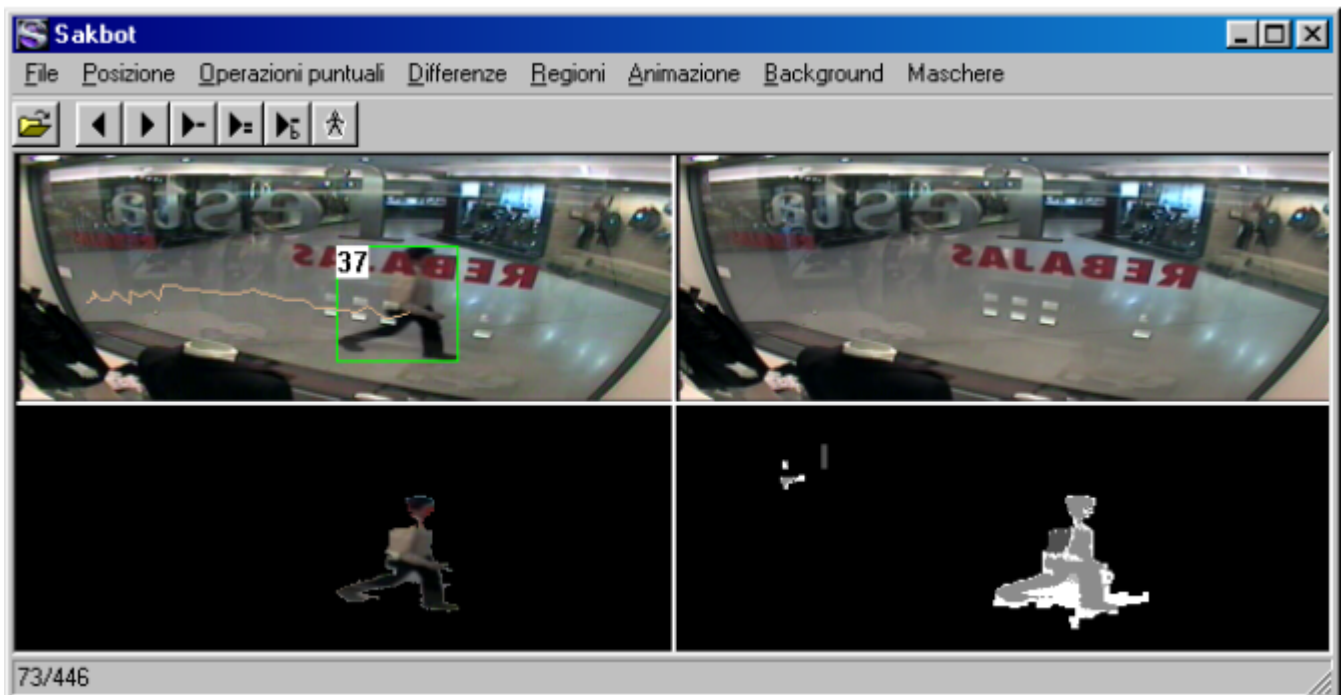 Sakbot
File Posizione Operazioni puntuali Differenze Regioni Animazione Background Maschere
37
REBAJAS
REBAJAS
73/446